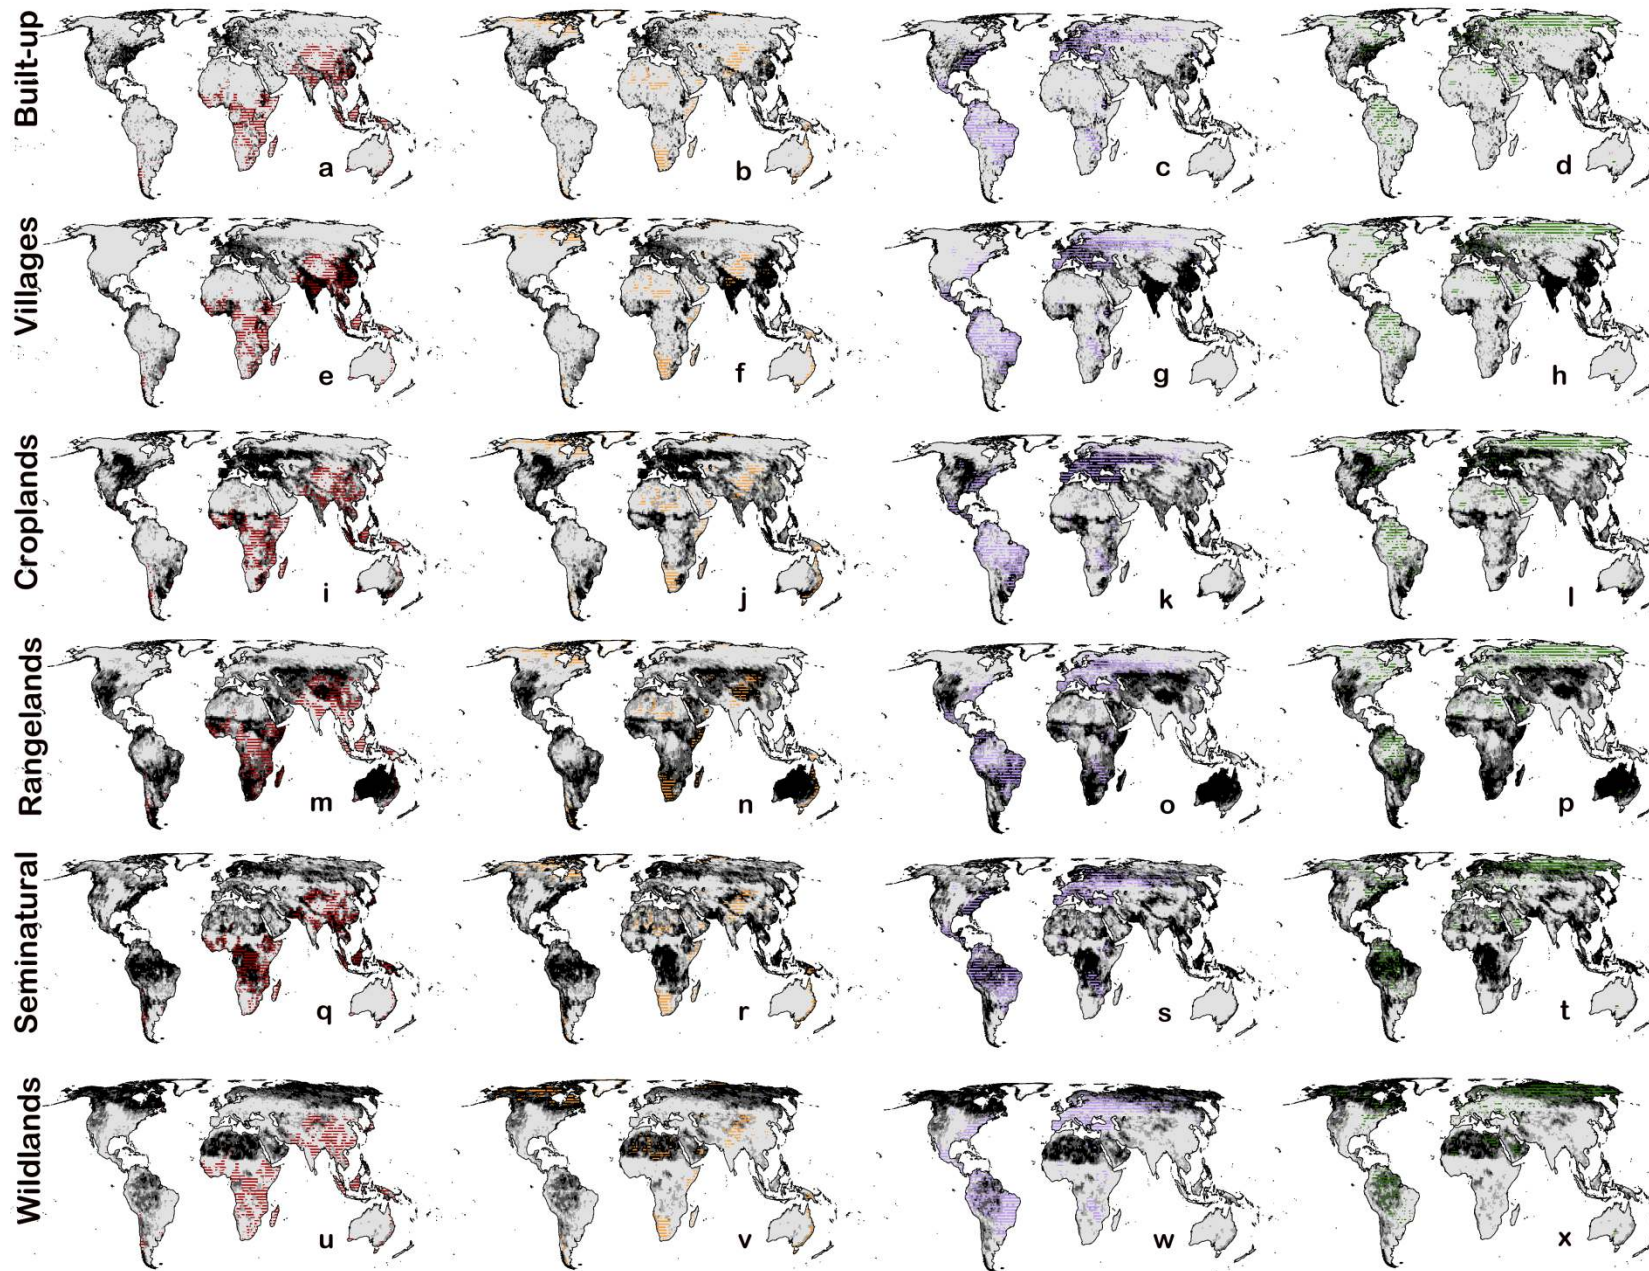 Built-up
a
b
c
d
Villages
e
f
g
h
Croplands
i
j
k
l
Rangelands
m
n
o
p
Seminatural
q
r
s
t
Wildlands
u
v
w
x